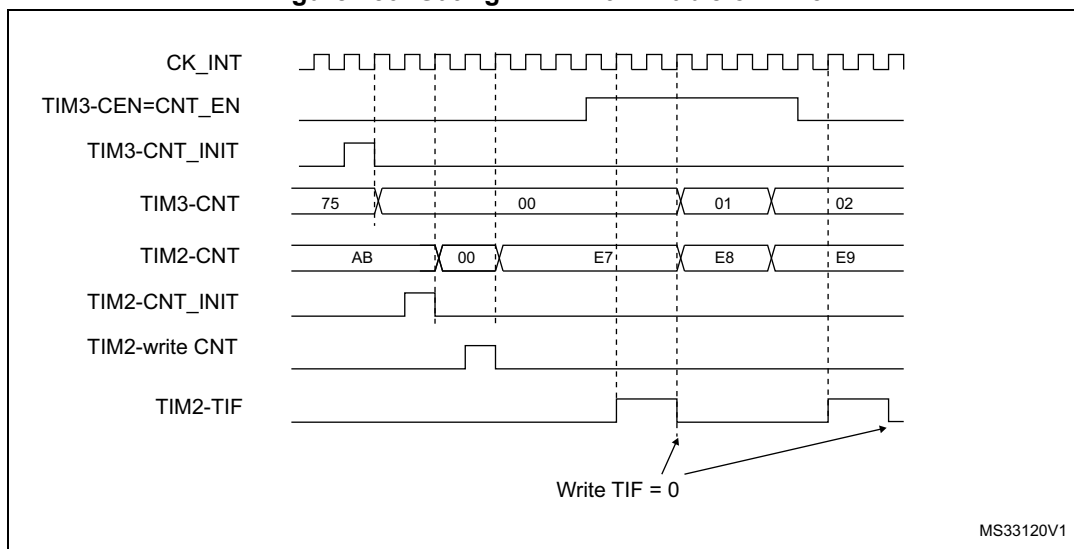 CK_INT
TIM3-CEN=CNT_EN
TIM3-CNT_INIT
TIM3-CNT 75 00 01 02
TIM2-CNT AB 00 E7 E8 E9
TIM2-CNT_INIT
TIM2-write CNT
TIM2-TIF
Write TIF = 0
MS33120V1